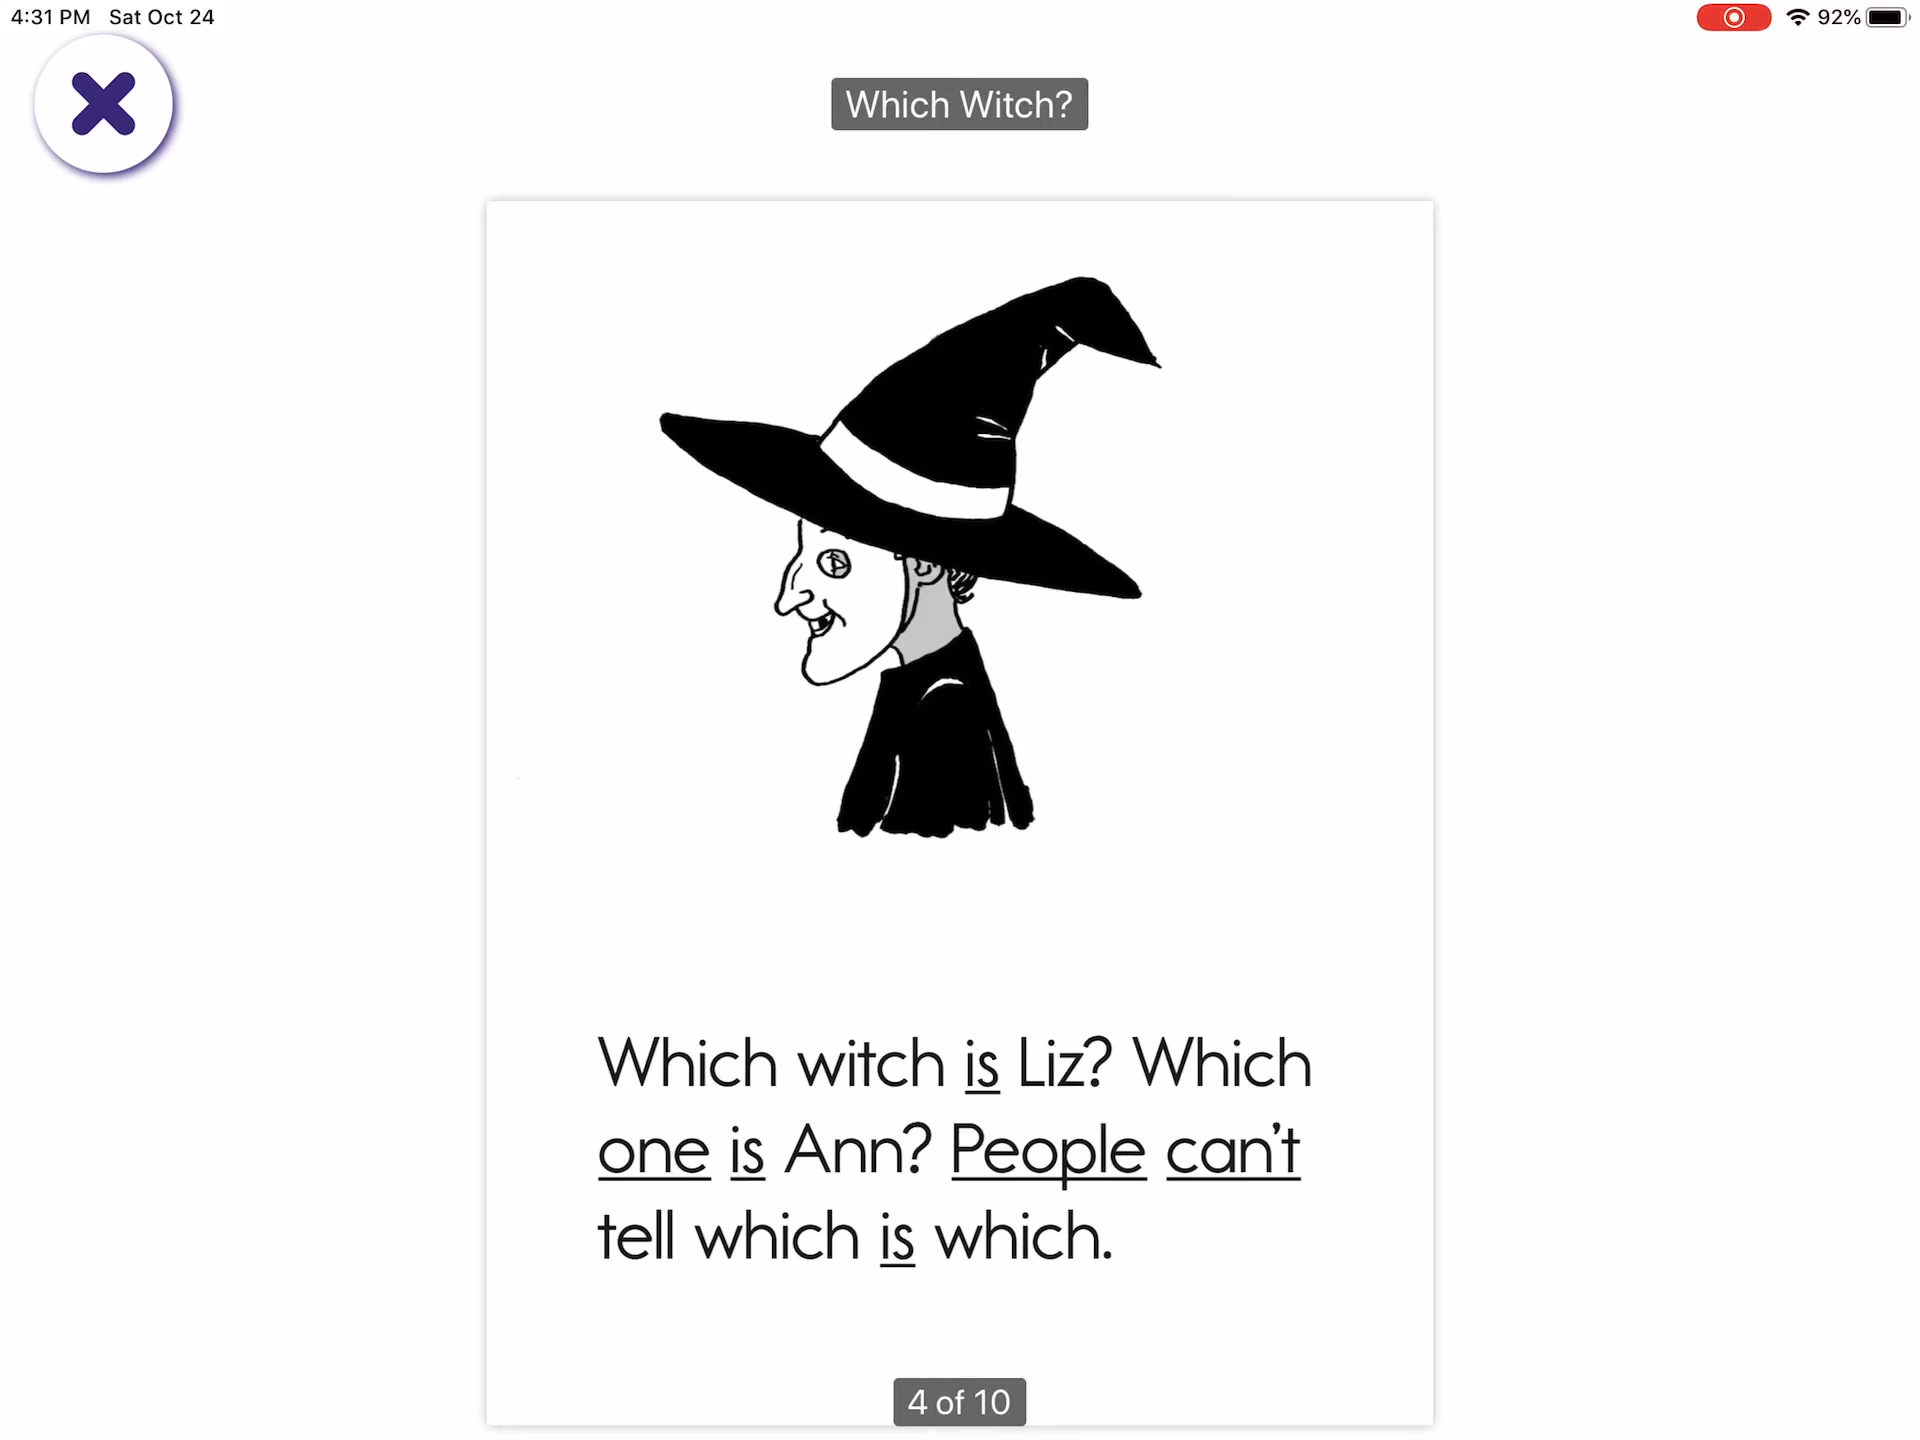 4:31 PM Sat Oct 24
92%
Which Witch?
Which witch is Liz? Which
one is Ann? People can't
tell which is which.
4 of 10